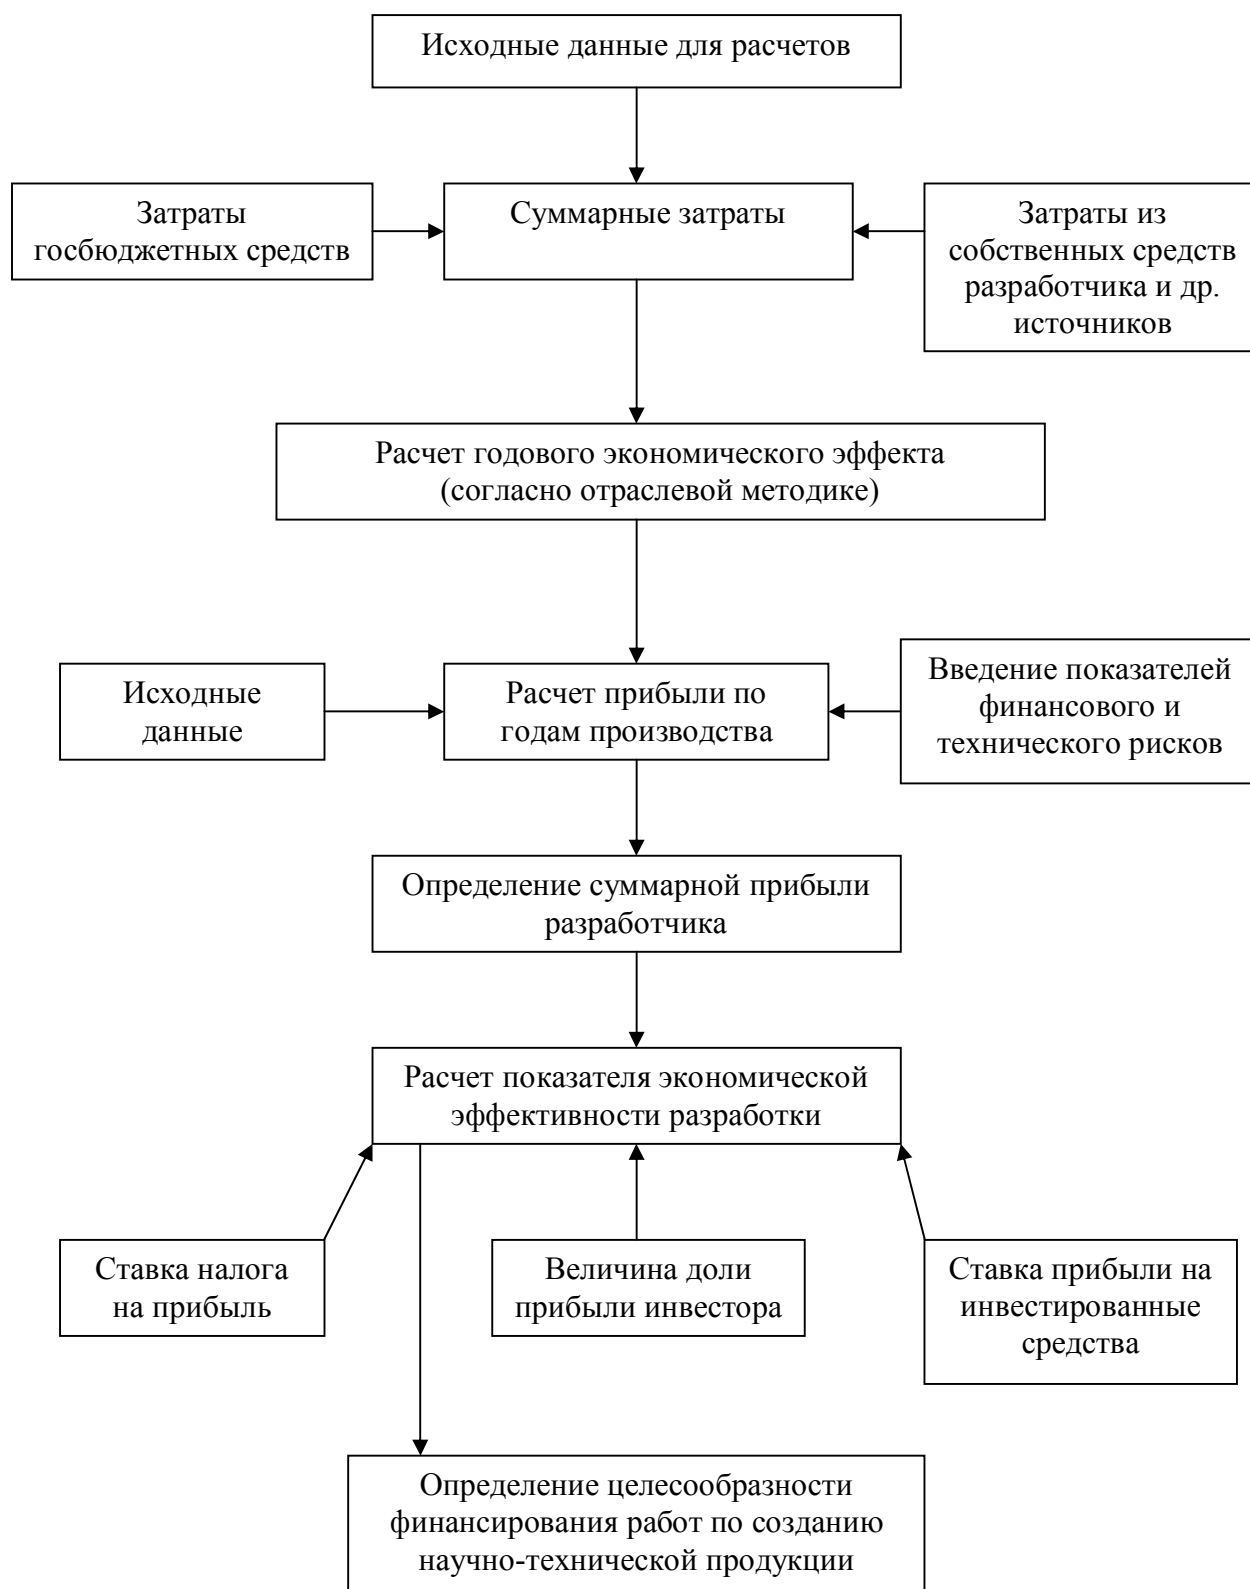 Исходные данные для расчетов
Затраты
госбюджетных средств
Суммарные затраты
Затраты из
собственных средств
разработчика и др.
источников
Расчет годового экономического эффекта
(согласно отраслевой методике)
Исходные
данные
Расчет прибыли по
годам производства
Введение показателей
финансового и
технического рисков
Определение суммарной прибыли
разработчика
Расчет показателя экономической
эффективности разработки
Ставка налога
на прибыль
Величина доли
прибыли инвестора
Ставка прибыли на
инвестированные
средства
Определение целесообразности
финансирования работ по созданию
научно-технической продукции